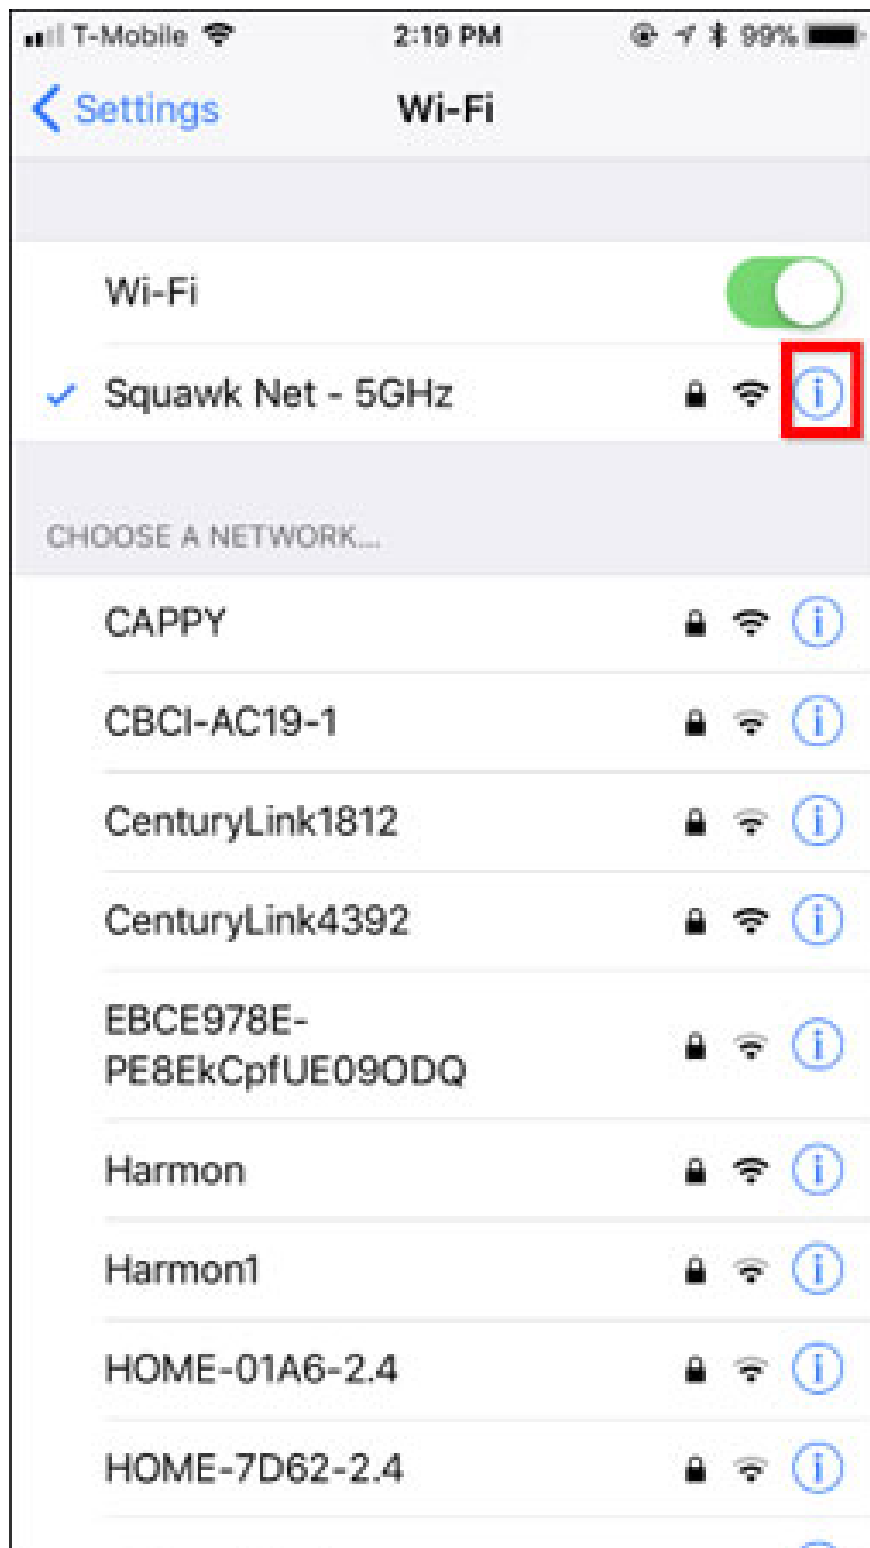 T-Mobile 2:19 PM 99%
Settings Wi-Fi
Wi-Fi
Squawk Net - 5GHz
CHOOSE A NETWORK...
CAPPY
CBCI-AC19-1
CenturyLink1812
CenturyLink4392
EBCE978E-
PE8EkCpfUE09ODQ
Harmon
Harmon1
HOME-01A6-2.4
HOME-7D62-2.4